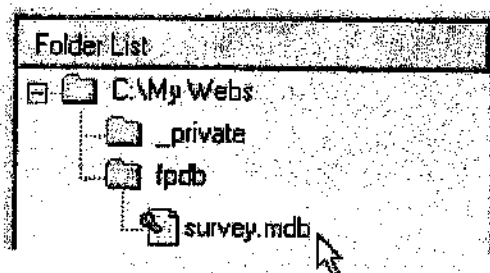 Folder List
C:\My Webs
_private
fpdb
survey.mdb